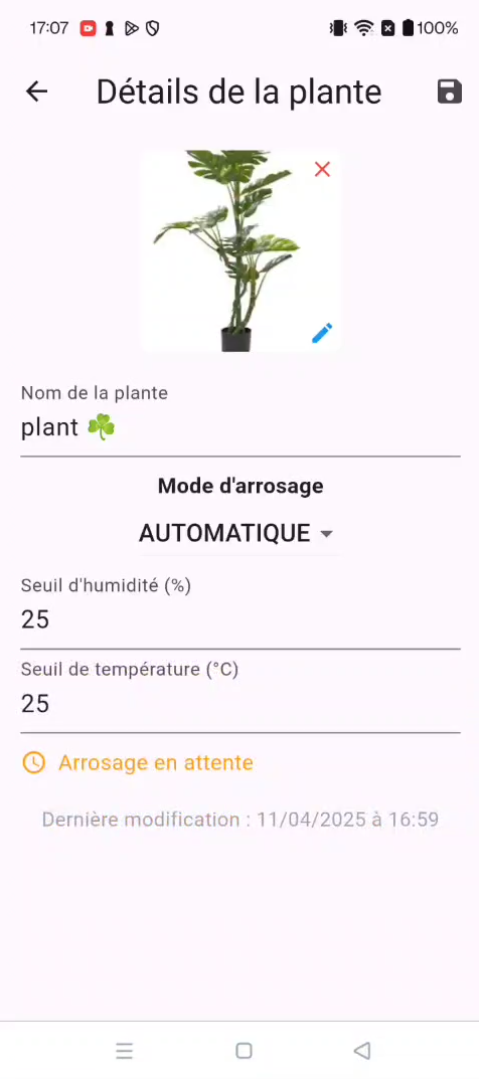 17:07 100%
Détails de la plante
Nom de la plante
plant ☘️
Mode d'arrosage
AUTOMATIQUE
Seuil d'humidité (%)
25
Seuil de température (°C)
25
Arrosage en attente
Dernière modification : 11/04/2025 à 16:59